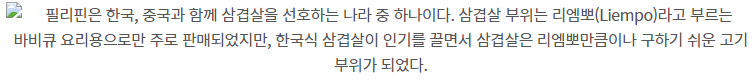 필리핀은 한국, 중국과 함께 삼겹살을 선호하는 나라 중 하나이다. 삼겹살 부위는 리엠뽀(Liempo)라고 부르는
바비큐 요리용으로만 주로 판매되었지만, 한국식 삼겹살이 인기를 끌면서 삼겹살은 리엠뽀만큼이나 구하기 쉬운 고기
부위가 되었다.